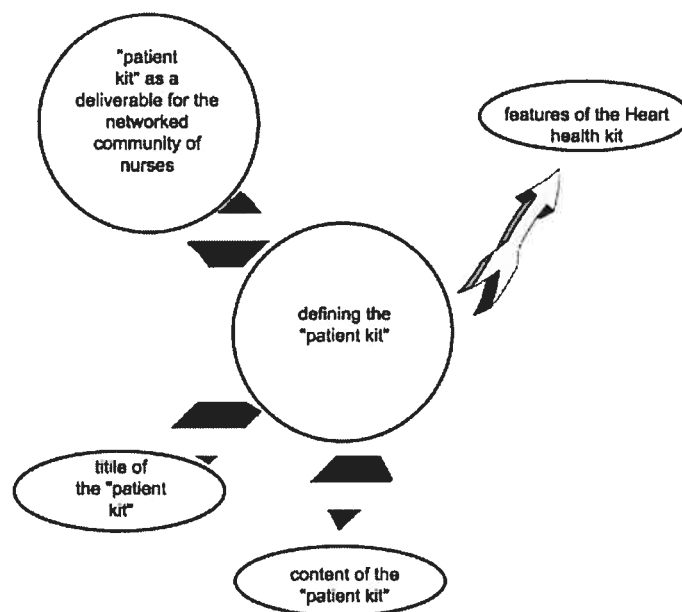 "patient
kit" as a
deliverable for the
networked
community of
nurses
features of the Heart
health kit
defining the
"patient kit"
titile of
the "patient
kit"
content of the
"patient kit"